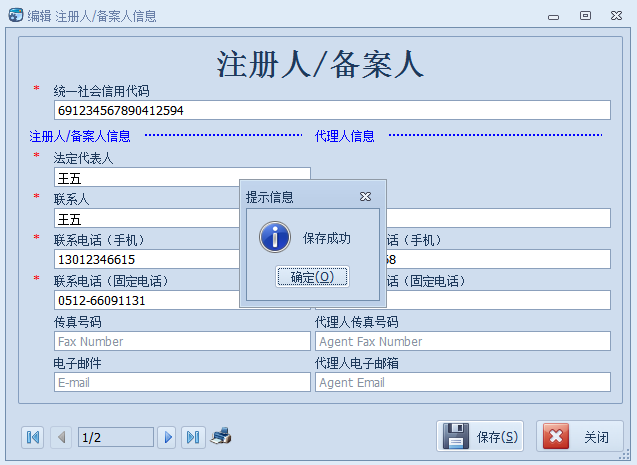 编辑 注册人/备案人信息
注册人/备案人
* 统一社会信用代码
691234567890412594
注册人/备案人信息
代理人信息
* 法定代表人
王五
* 联系人
王五
* 联系电话（手机）
13012346615
* 联系电话（固定电话）
0512-66091131
传真号码
Fax Number
电子邮件
E-mail
话（手机）
68
话（固定电话）
代理人传真号码
Agent Fax Number
代理人电子邮箱
Agent Email
提示信息
保存成功
确定(O)
1/2
保存(S)
关闭